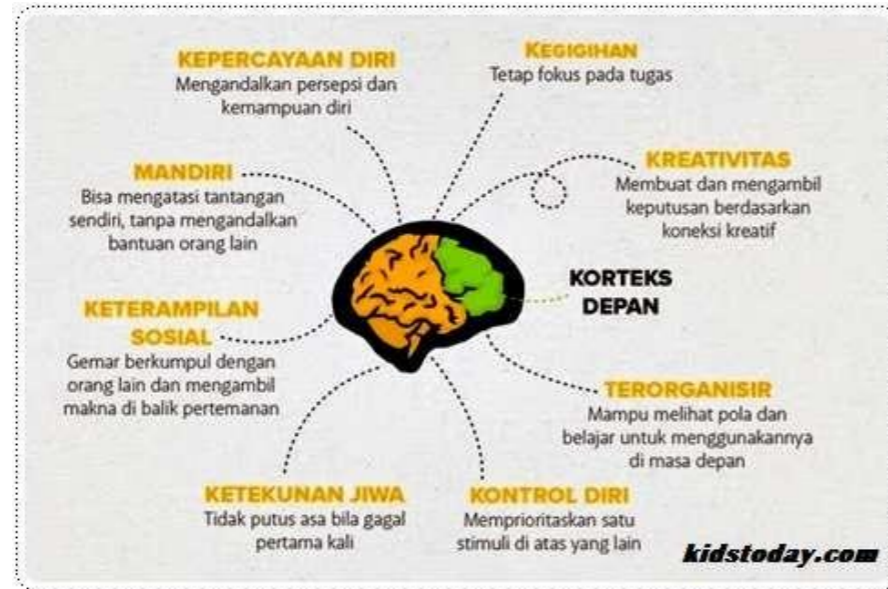 KEPERCAYAAN DIRI
Mengandalkan persepsi dan
kemampuan diri
KEGIGIHAN
Tetap fokus pada tugas
MANDIRI
Bisa mengatasi tantangan
sendiri, tanpa mengandalkan
bantuan orang lain
KREATIVITAS
Membuat dan mengambil
keputusan berdasarkan
koneksi kreatif
KORTEKS
DEPAN
KETERAMPILAN
SOSIAL
Gemar berkumpul dengan
orang lain dan mengambil
makna di balik pertemanan
TERORGANISIR
Mampu melihat pola dan
belajar untuk menggunakannya
di masa depan
KETEKUNAN JIWA
Tidak putus asa bila gagal
pertama kali
KONTROL DIRI
Memprioritaskan satu
stimuli di atas yang lain
kidstoday.com